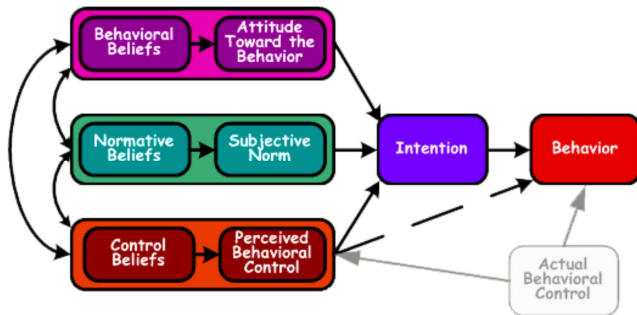 Behavioral
Beliefs
Attitude
Toward the
Behavior
Normative
Beliefs
Subjective
Norm
Intention
Behavior
Control
Beliefs
Perceived
Behavioral
Control
Actual
Behavioral
Control